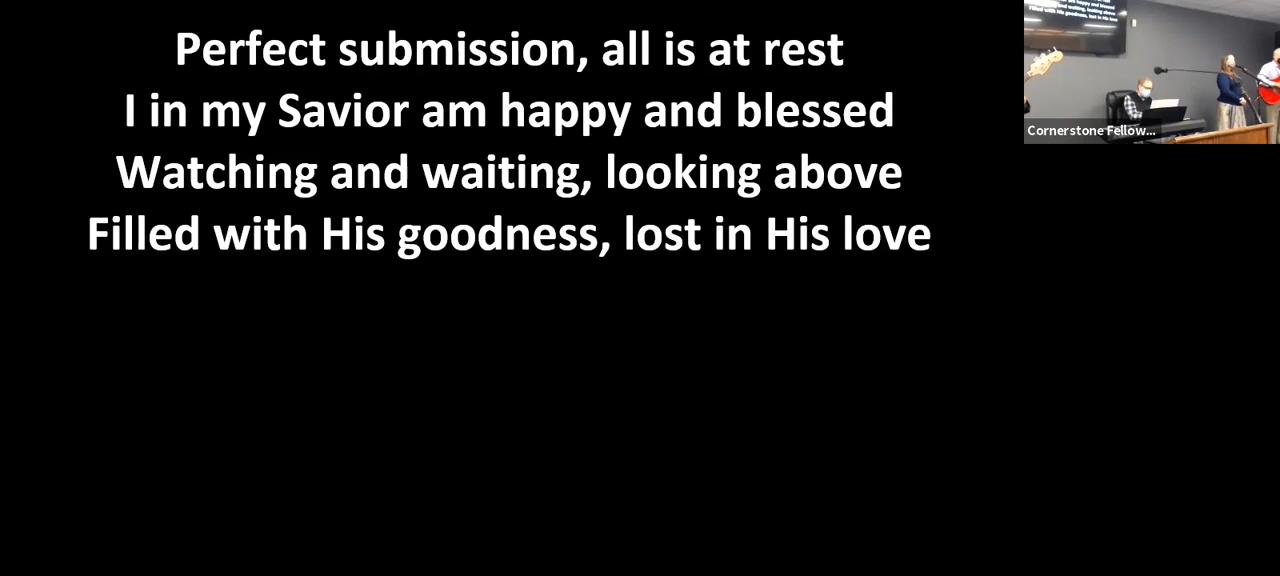 Perfect submission, all is at rest
I in my Savior am happy and blessed
Watching and waiting, looking above
Filled with His goodness, lost in His love
Cornerstone Fellow...